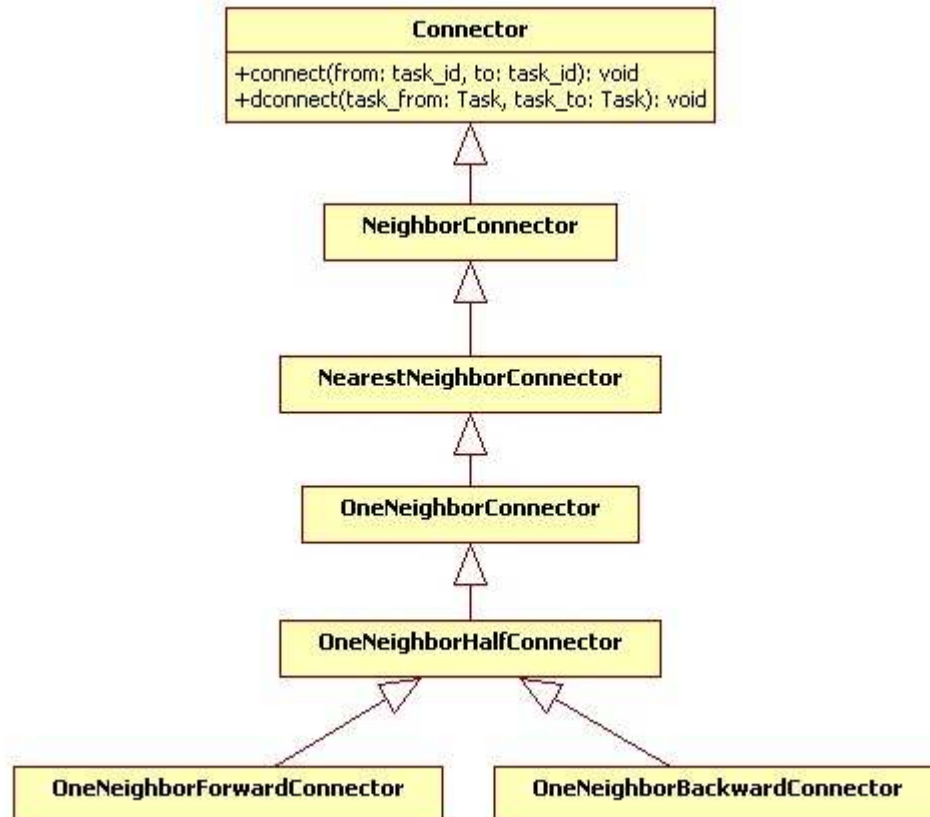 Connector
+connect(from: task_id, to: task_id): void
+dconnect(task_from: Task, task_to: Task): void
NeighborConnector
NearestNeighborConnector
OneNeighborConnector
OneNeighborHalfConnector
OneNeighborForwardConnector
OneNeighborBackwardConnector